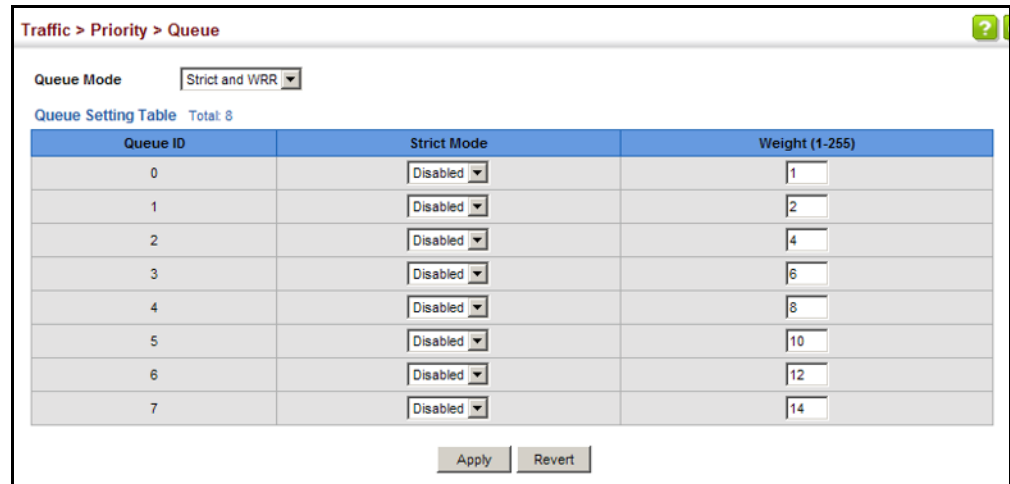 Traffic > Priority > Queue
?
Queue Mode Strict and WRR
Queue Setting Table Total: 8
Queue ID Strict Mode Weight (1-255)
0 Disabled 1
1 Disabled 2
2 Disabled 4
3 Disabled 6
4 Disabled 8
5 Disabled 10
6 Disabled 12
7 Disabled 14
Apply Revert